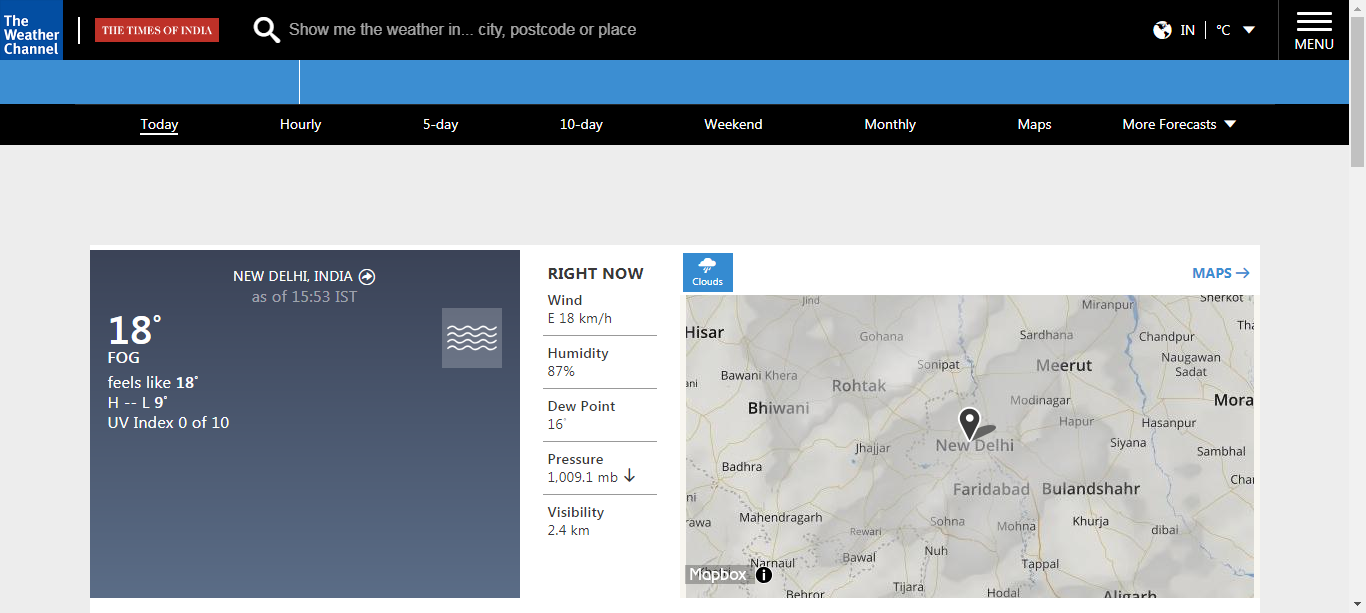 The
Weather
Channel
THE TIMES OF INDIA
Show me the weather in... city, postcode or place
IN
°C
MENU
Today
Hourly
5-day
10-day
Weekend
Monthly
Maps
More Forecasts
NEW DELHI, INDIA
as of 15:53 IST
18°
FOG
feels like 18°
H -- L 9°
UV Index 0 of 10
RIGHT NOW
Wind
E 18 km/h
Humidity
87%
Dew Point
16°
Pressure
1,009.1 mb
Visibility
2.4 km
Clouds
MAPS
Jind
Miranpur
Sherkot
Hisar
Gohana
Sardhana
Chandpur
Tha
Sonipat
Meerut
Naugawan
Sadat
ani
Bawani Khera
Rohtak
Bhiwani
Modinagar
Mora
Hapur
Hasanpur
Jhajjar
New Delhi
Siyana
Sambhal
Badhra
Chan
Faridabad
Bulandshahr
ni
rawa
Mahendragarh
Rewari
Sohna
Mohna
Khurja
dibai
Bawal
Nuh
Narnaul
Tappal
Mapbox
Behror
Tijara
Hodal
Aligarh